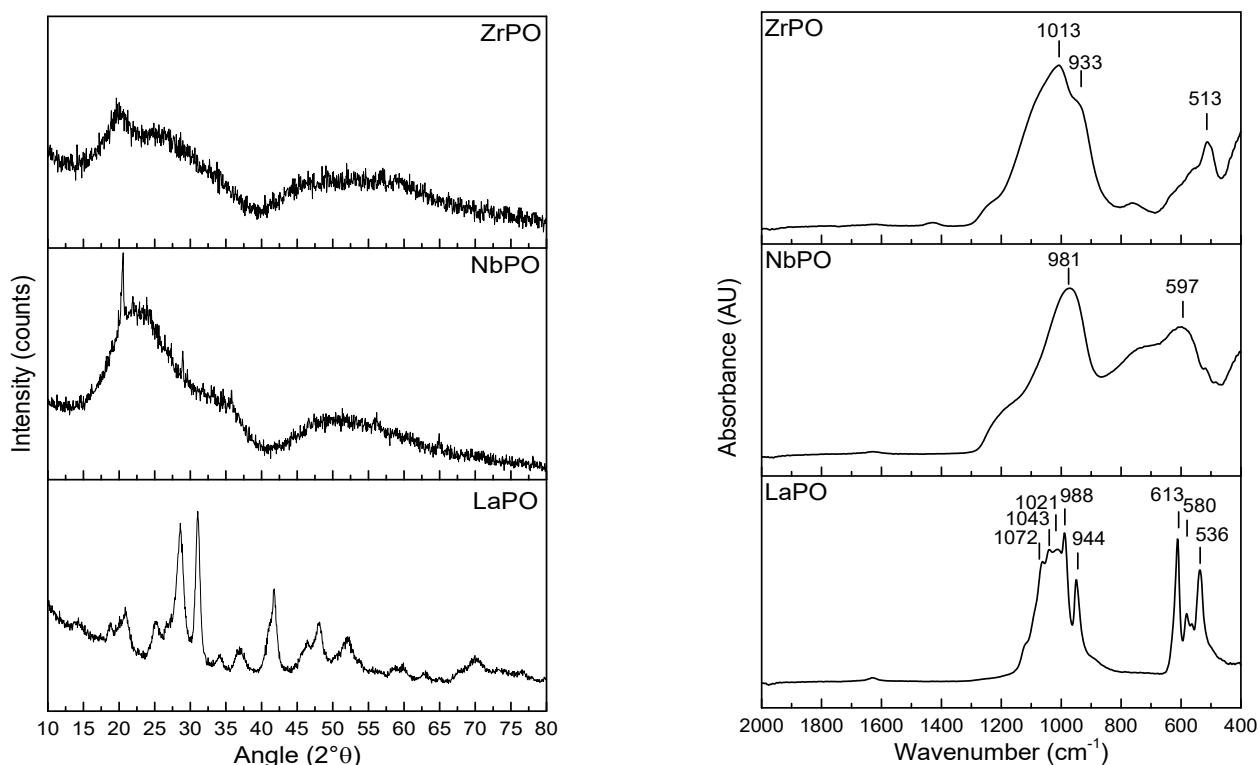 ZrPO
NbPO
LaPO
Intensity (counts)
10 15 20 25 30 35 40 45 50 55 60 65 70 75 80
Angle (2°θ)
ZrPO
1013
933
513
NbPO
981
597
LaPO
1072
1043
1021
988
944
613
580
536
Absorbance (AU)
2000 1800 1600 1400 1200 1000 800 600 400
Wavenumber (cm⁻¹)